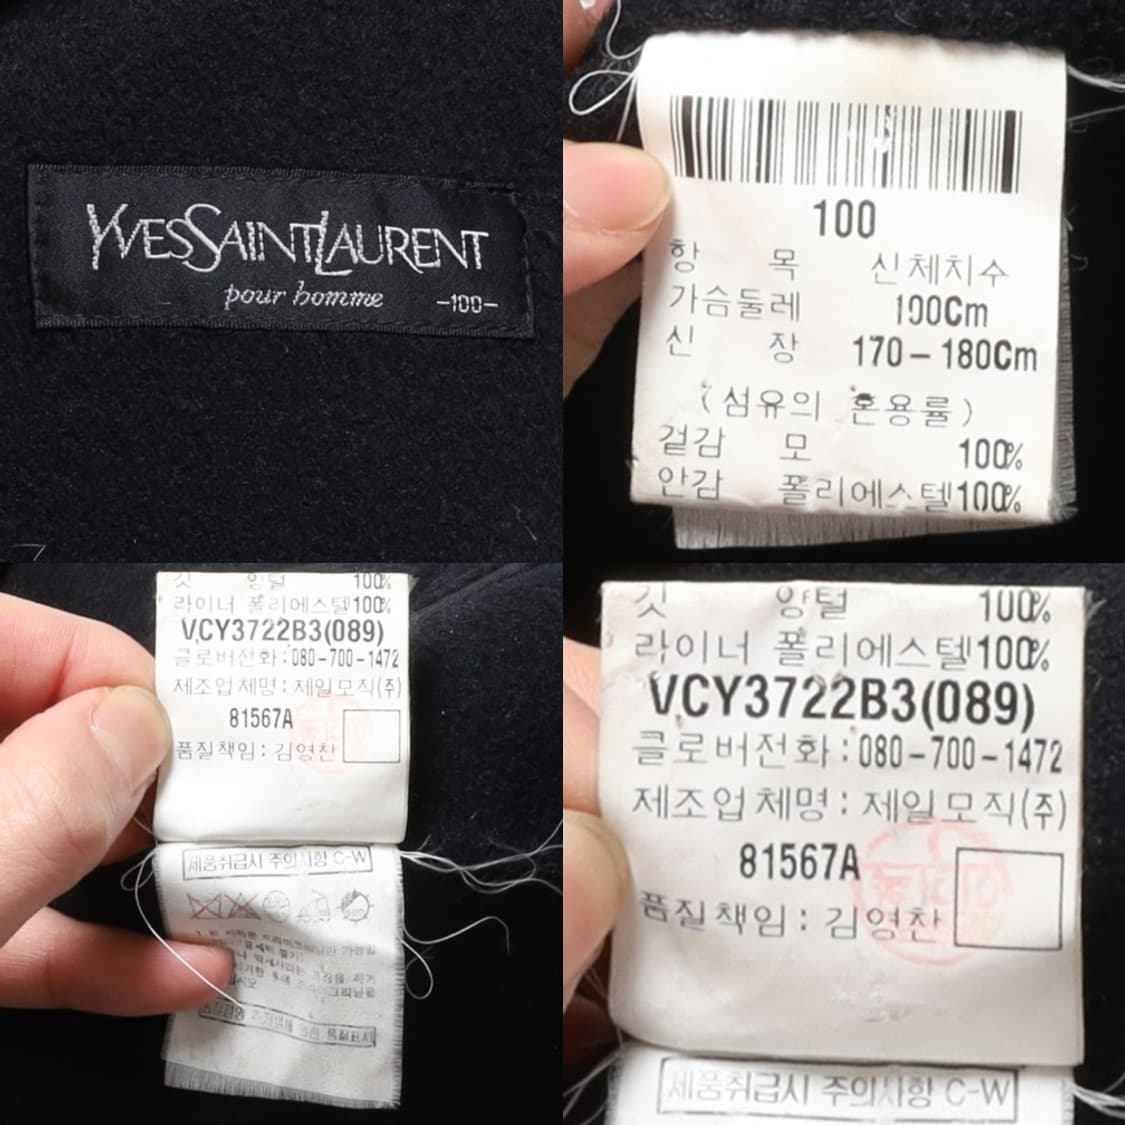 YVESSAINTLAURENT
pour homme -100-
100
항 목 신체치수
가슴둘레 100Cm
신 장 170-180Cm
(섬유의 혼용률)
겉감 모 100%
안감 폴리에스텔100%
깃 양털 100%
라이너 폴리에스텔100%
VCY3722B3(089)
클로버전화:080-700-1472
제조업체명:제일모직(주)
81567A
품질책임:김영찬
제품취급시 주의사항 C-W
깃 양털 100%
라이너 폴리에스텔100%
VCY3722B3(089)
클로버전화:080-700-1472
제조업체명:제일모직(주)
81567A
품질책임:김영찬
제품취급시 주의사항 C-W